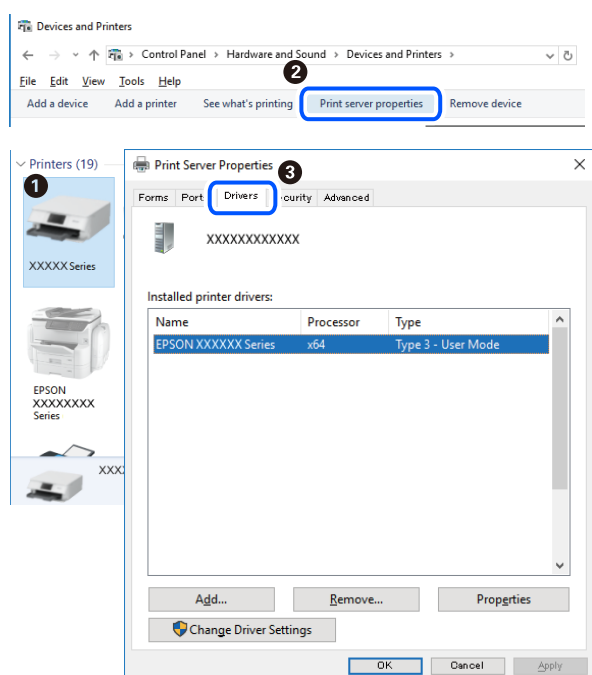 Devices and Printers
Control Panel > Hardware and Sound > Devices and Printers >
2
File Edit View Tools Help
Add a device Add a printer See what's printing Print server properties Remove device
Printers (19)
1
XXXXX Series
EPSON
XXXXXXXX
Series
XXX
Print Server Properties
3
Forms Port Drivers curity Advanced
XXXXXXXXXXXX
Installed printer drivers:
Name Processor Type
EPSON XXXXXX Series x64 Type 3 - User Mode
Add... Remove... Properties
Change Driver Settings
OK Cancel Apply